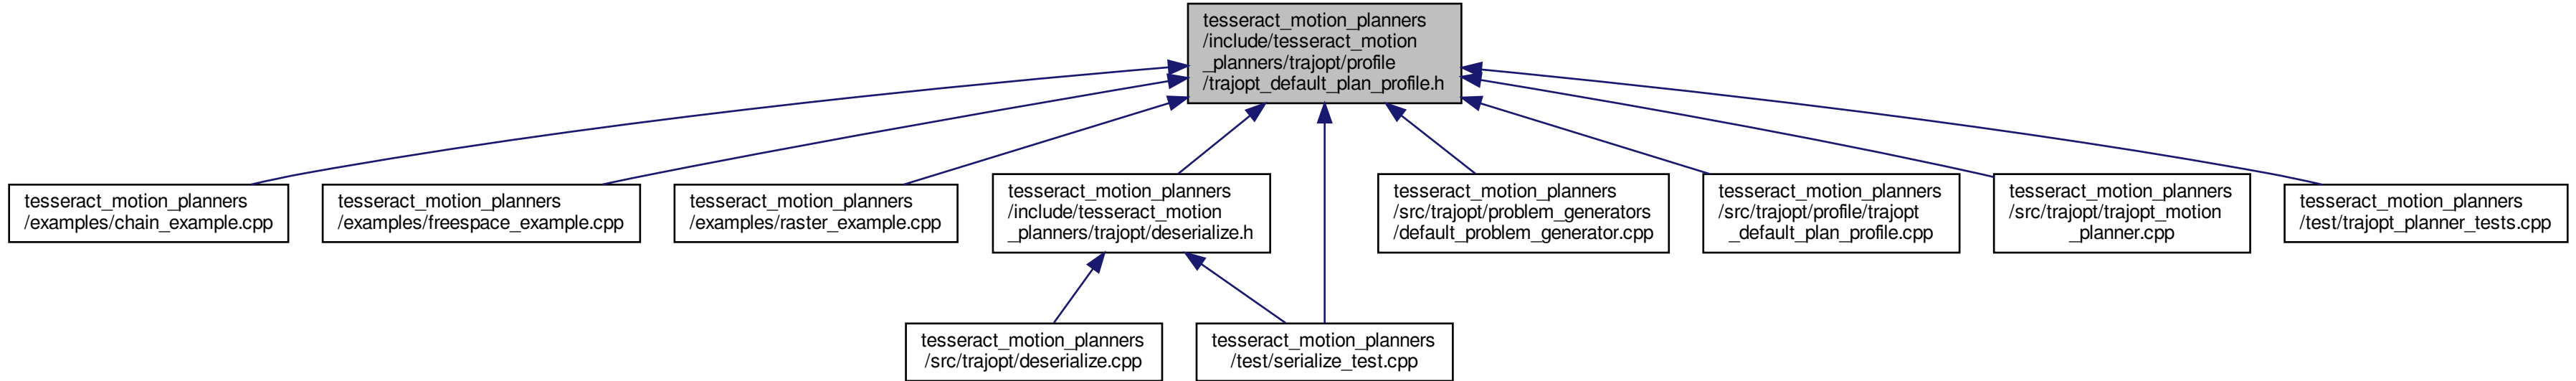 tesseract_motion_planners
/include/tesseract_motion
_planners/trajopt/profile
/trajopt_default_plan_profile.h
tesseract_motion_planners
/examples/chain_example.cpp
tesseract_motion_planners
/examples/freespace_example.cpp
tesseract_motion_planners
/examples/raster_example.cpp
tesseract_motion_planners
/include/tesseract_motion
_planners/trajopt/deserialize.h
tesseract_motion_planners
/src/trajopt/problem_generators
/default_problem_generator.cpp
tesseract_motion_planners
/src/trajopt/profile/trajopt
_default_plan_profile.cpp
tesseract_motion_planners
/src/trajopt/trajopt_motion
_planner.cpp
tesseract_motion_planners
/test/trajopt_planner_tests.cpp
tesseract_motion_planners
/src/trajopt/deserialize.cpp
tesseract_motion_planners
/test/serialize_test.cpp